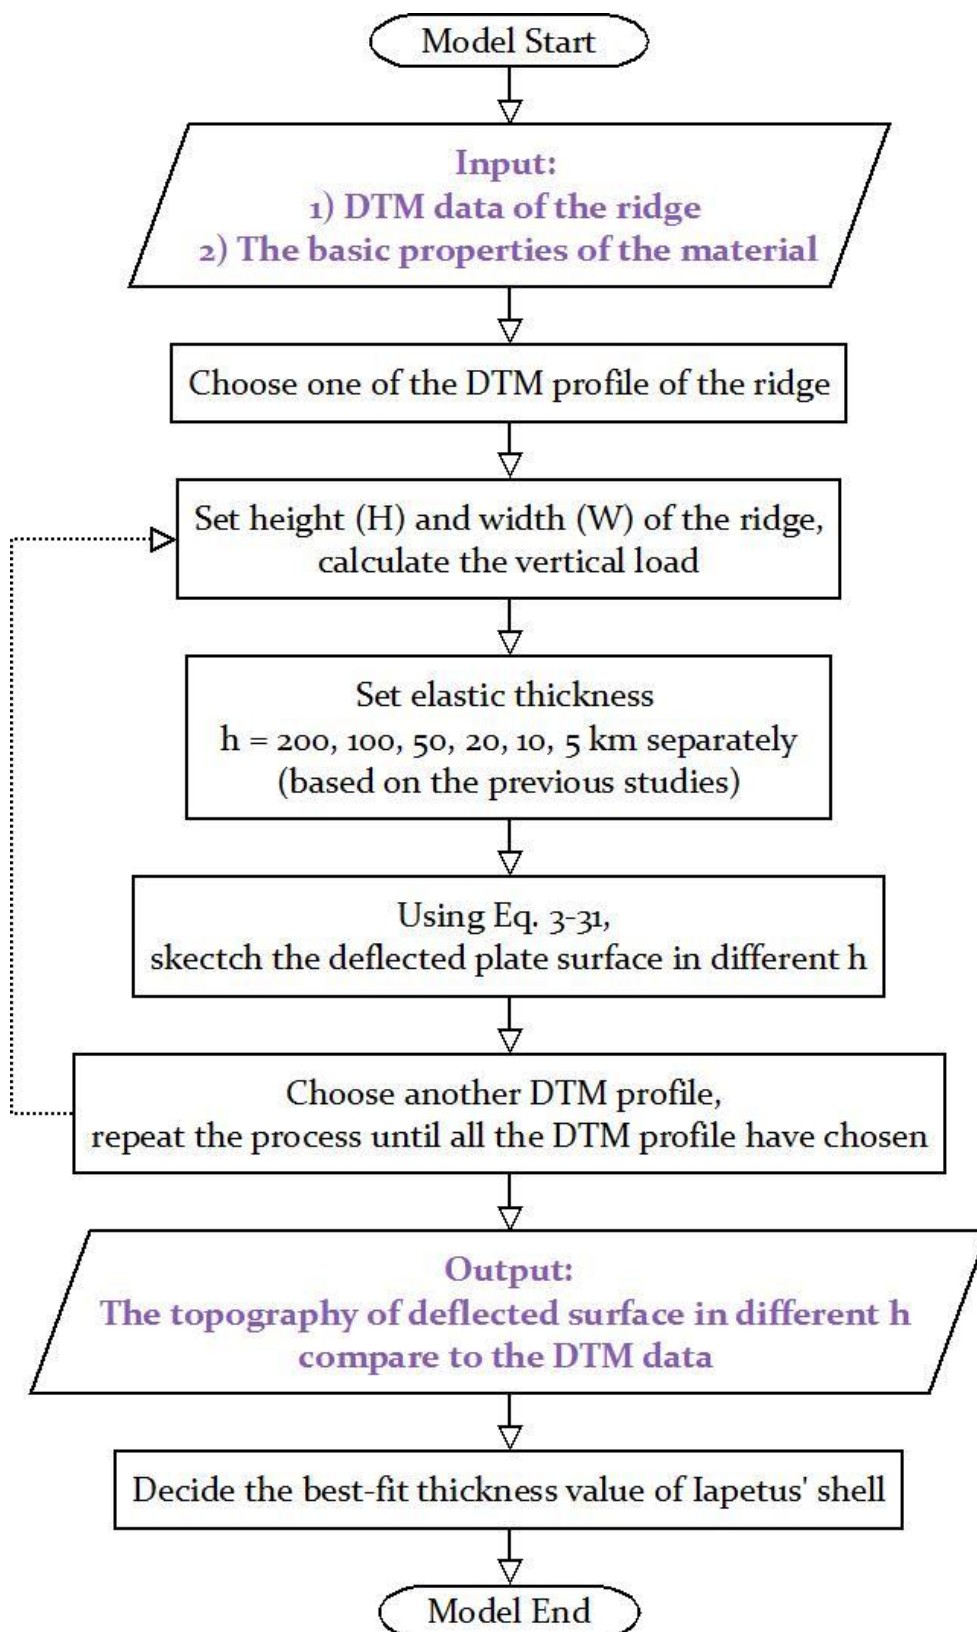 Model Start
Input:
1) DTM data of the ridge
2) The basic properties of the material
Choose one of the DTM profile of the ridge
Set height (H) and width (W) of the ridge,
calculate the vertical load
Set elastic thickness
h = 200, 100, 50, 20, 10, 5 km separately
(based on the previous studies)
Using Eq. 3-31,
skectch the deflected plate surface in different h
Choose another DTM profile,
repeat the process until all the DTM profile have chosen
Output:
The topography of deflected surface in different h
compare to the DTM data
Decide the best-fit thickness value of Iapetus' shell
Model End